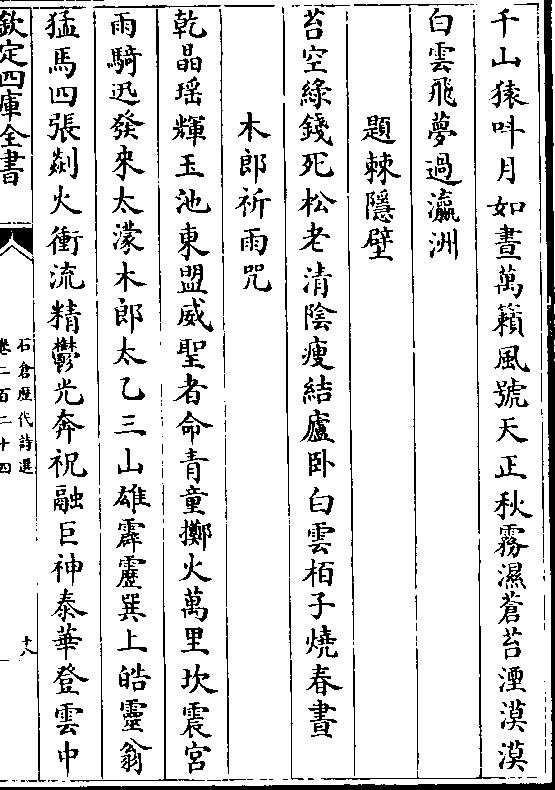 千山猿呌月如晝萬籟風號天正秋霧濕蒼苔湮漠漠
白雲飛夢過瀛洲
題棘隱壁
苔空綠錢死松老清陰瘦結廬卧白雲栢子燒春晝
木郎祈雨咒
乾晶瑶輝玉池東盟威聖者命青童擲火萬里坎震宮
雨騎迅發來太濛木郎太乙三山雄霹靂巽上皓靈翁
猛馬四張㓹火衝流精鬱光奔祝融巨神泰華登雲中
欽定四庫全書
石倉歷代詩選
卷二百二十四
十八